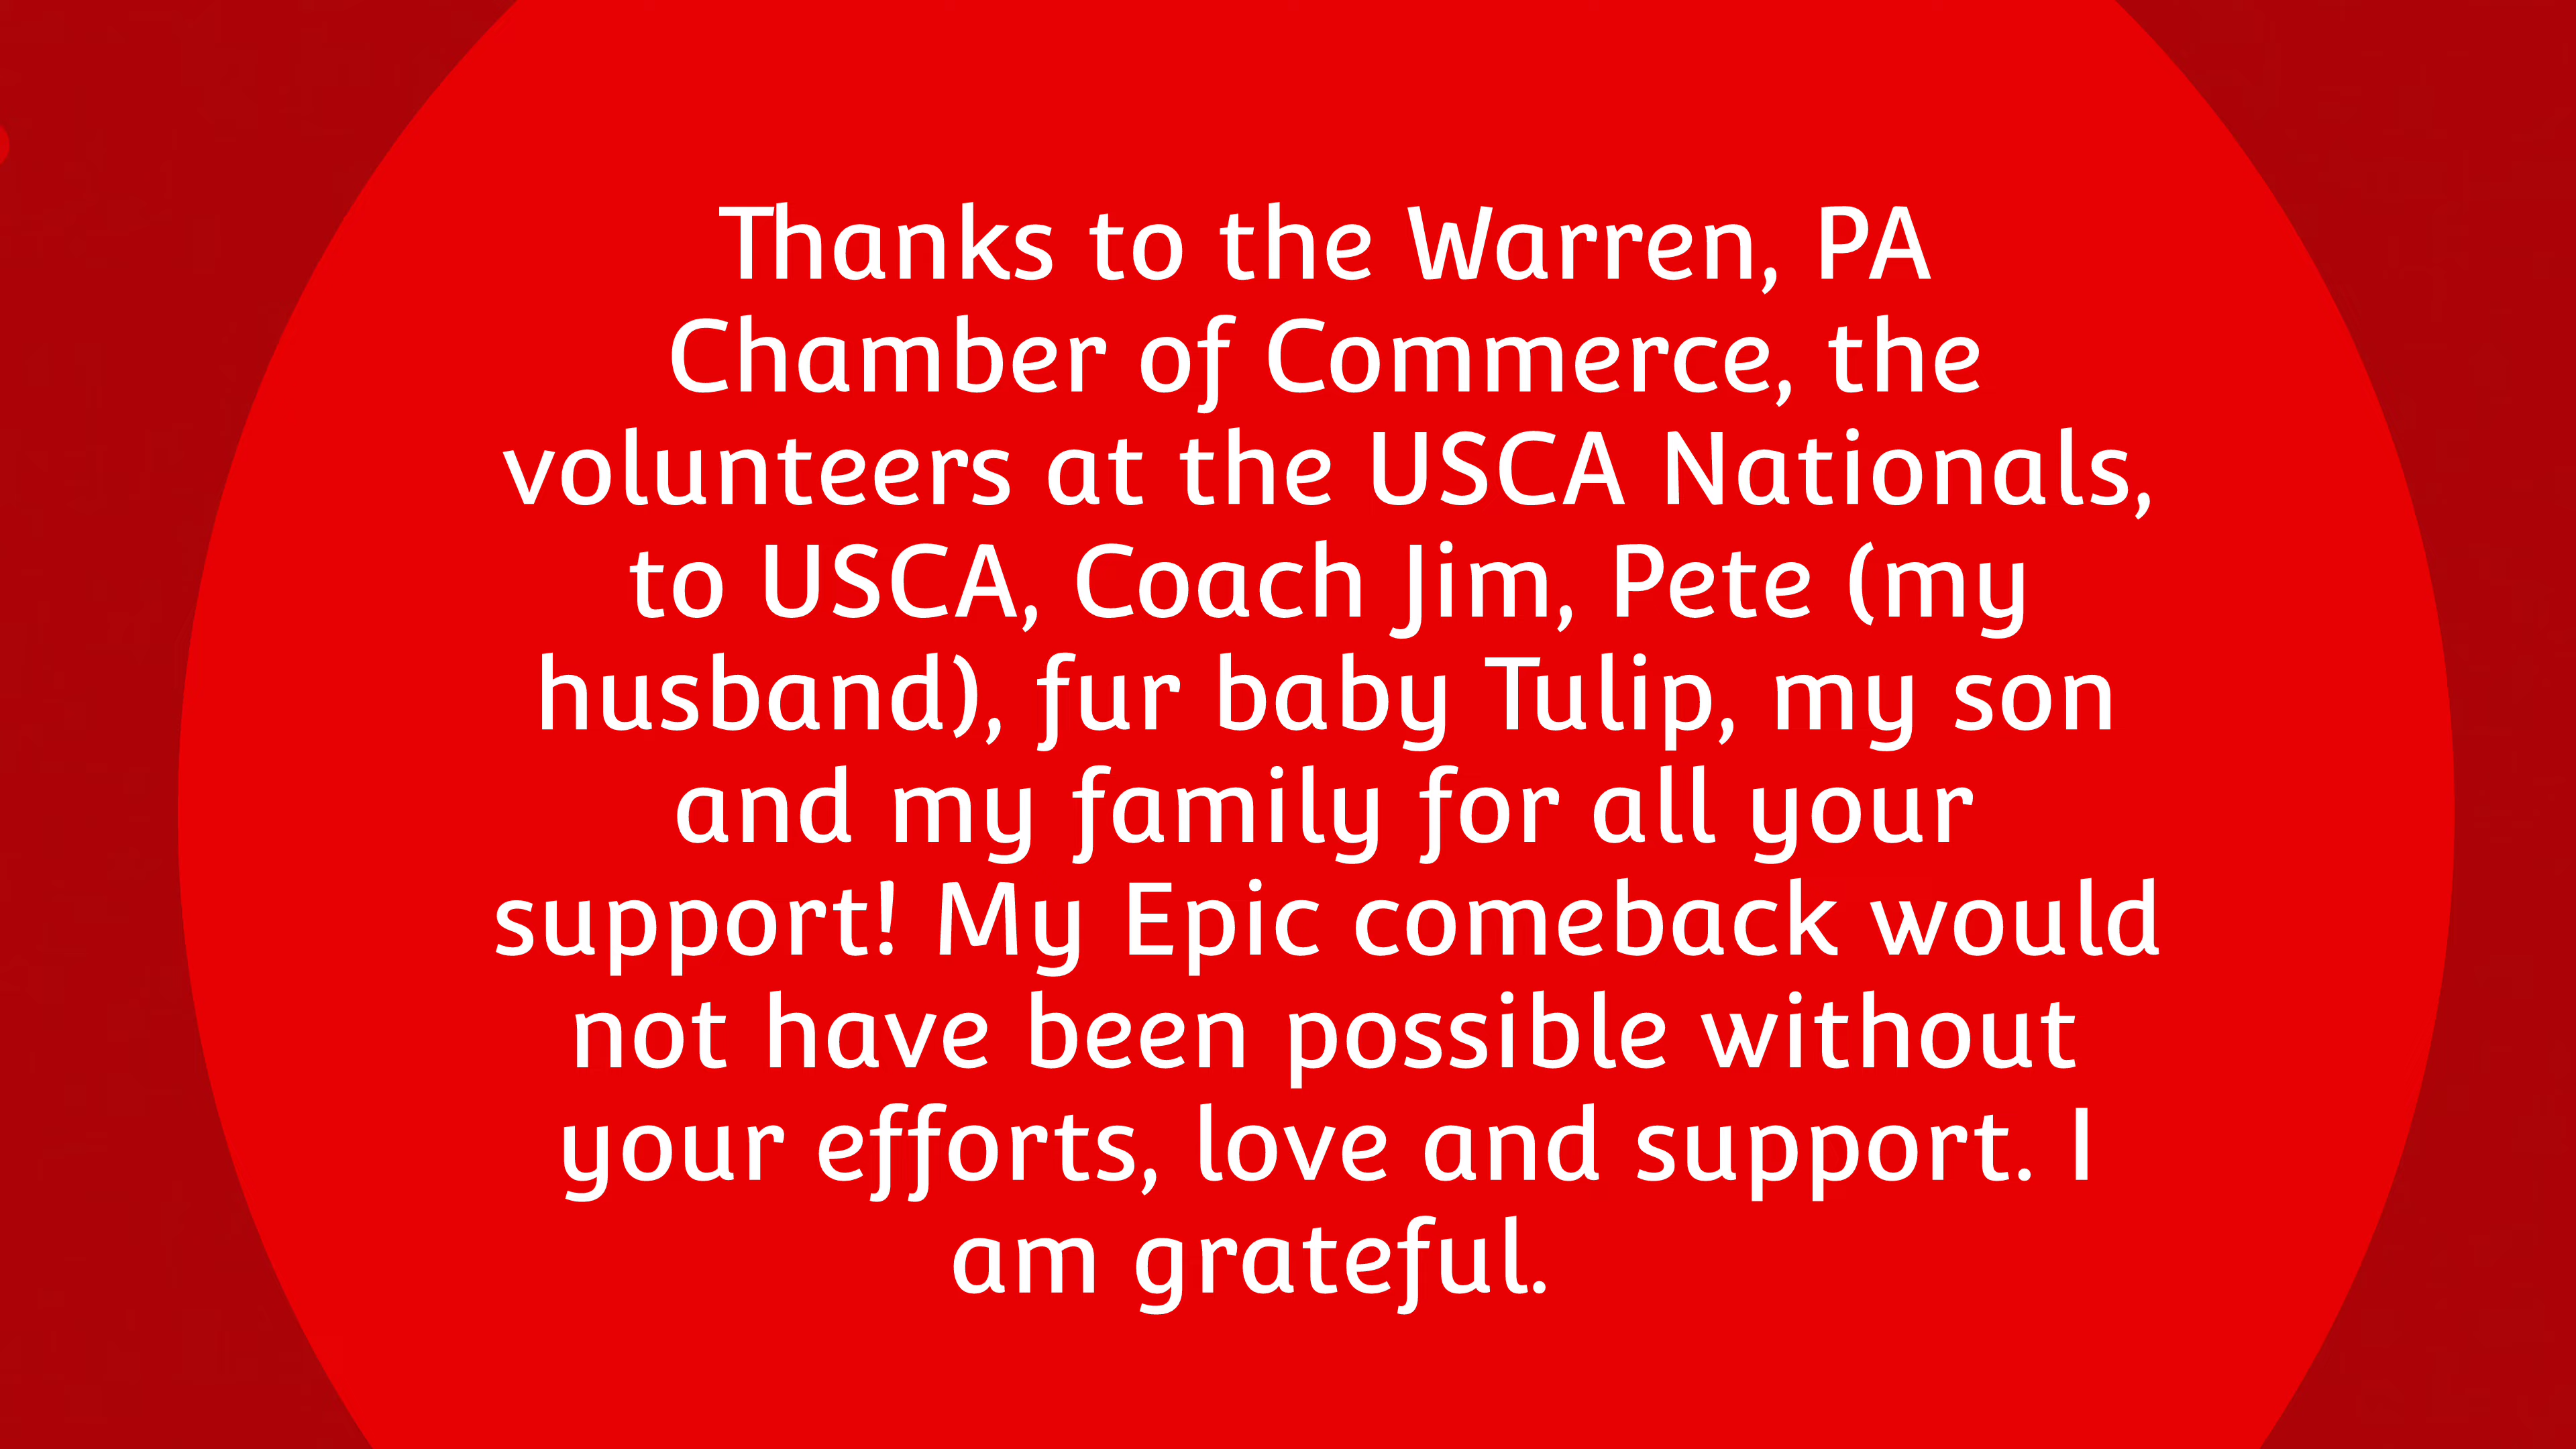 Thanks to the Warren, PA
Chamber of Commerce, the
volunteers at the USCA Nationals,
to USCA, Coach Jim, Pete (my
husband), fur baby Tulip, my son
and my family for all your
support! My Epic comeback would
not have been possible without
your efforts, love and support. I
am grateful.